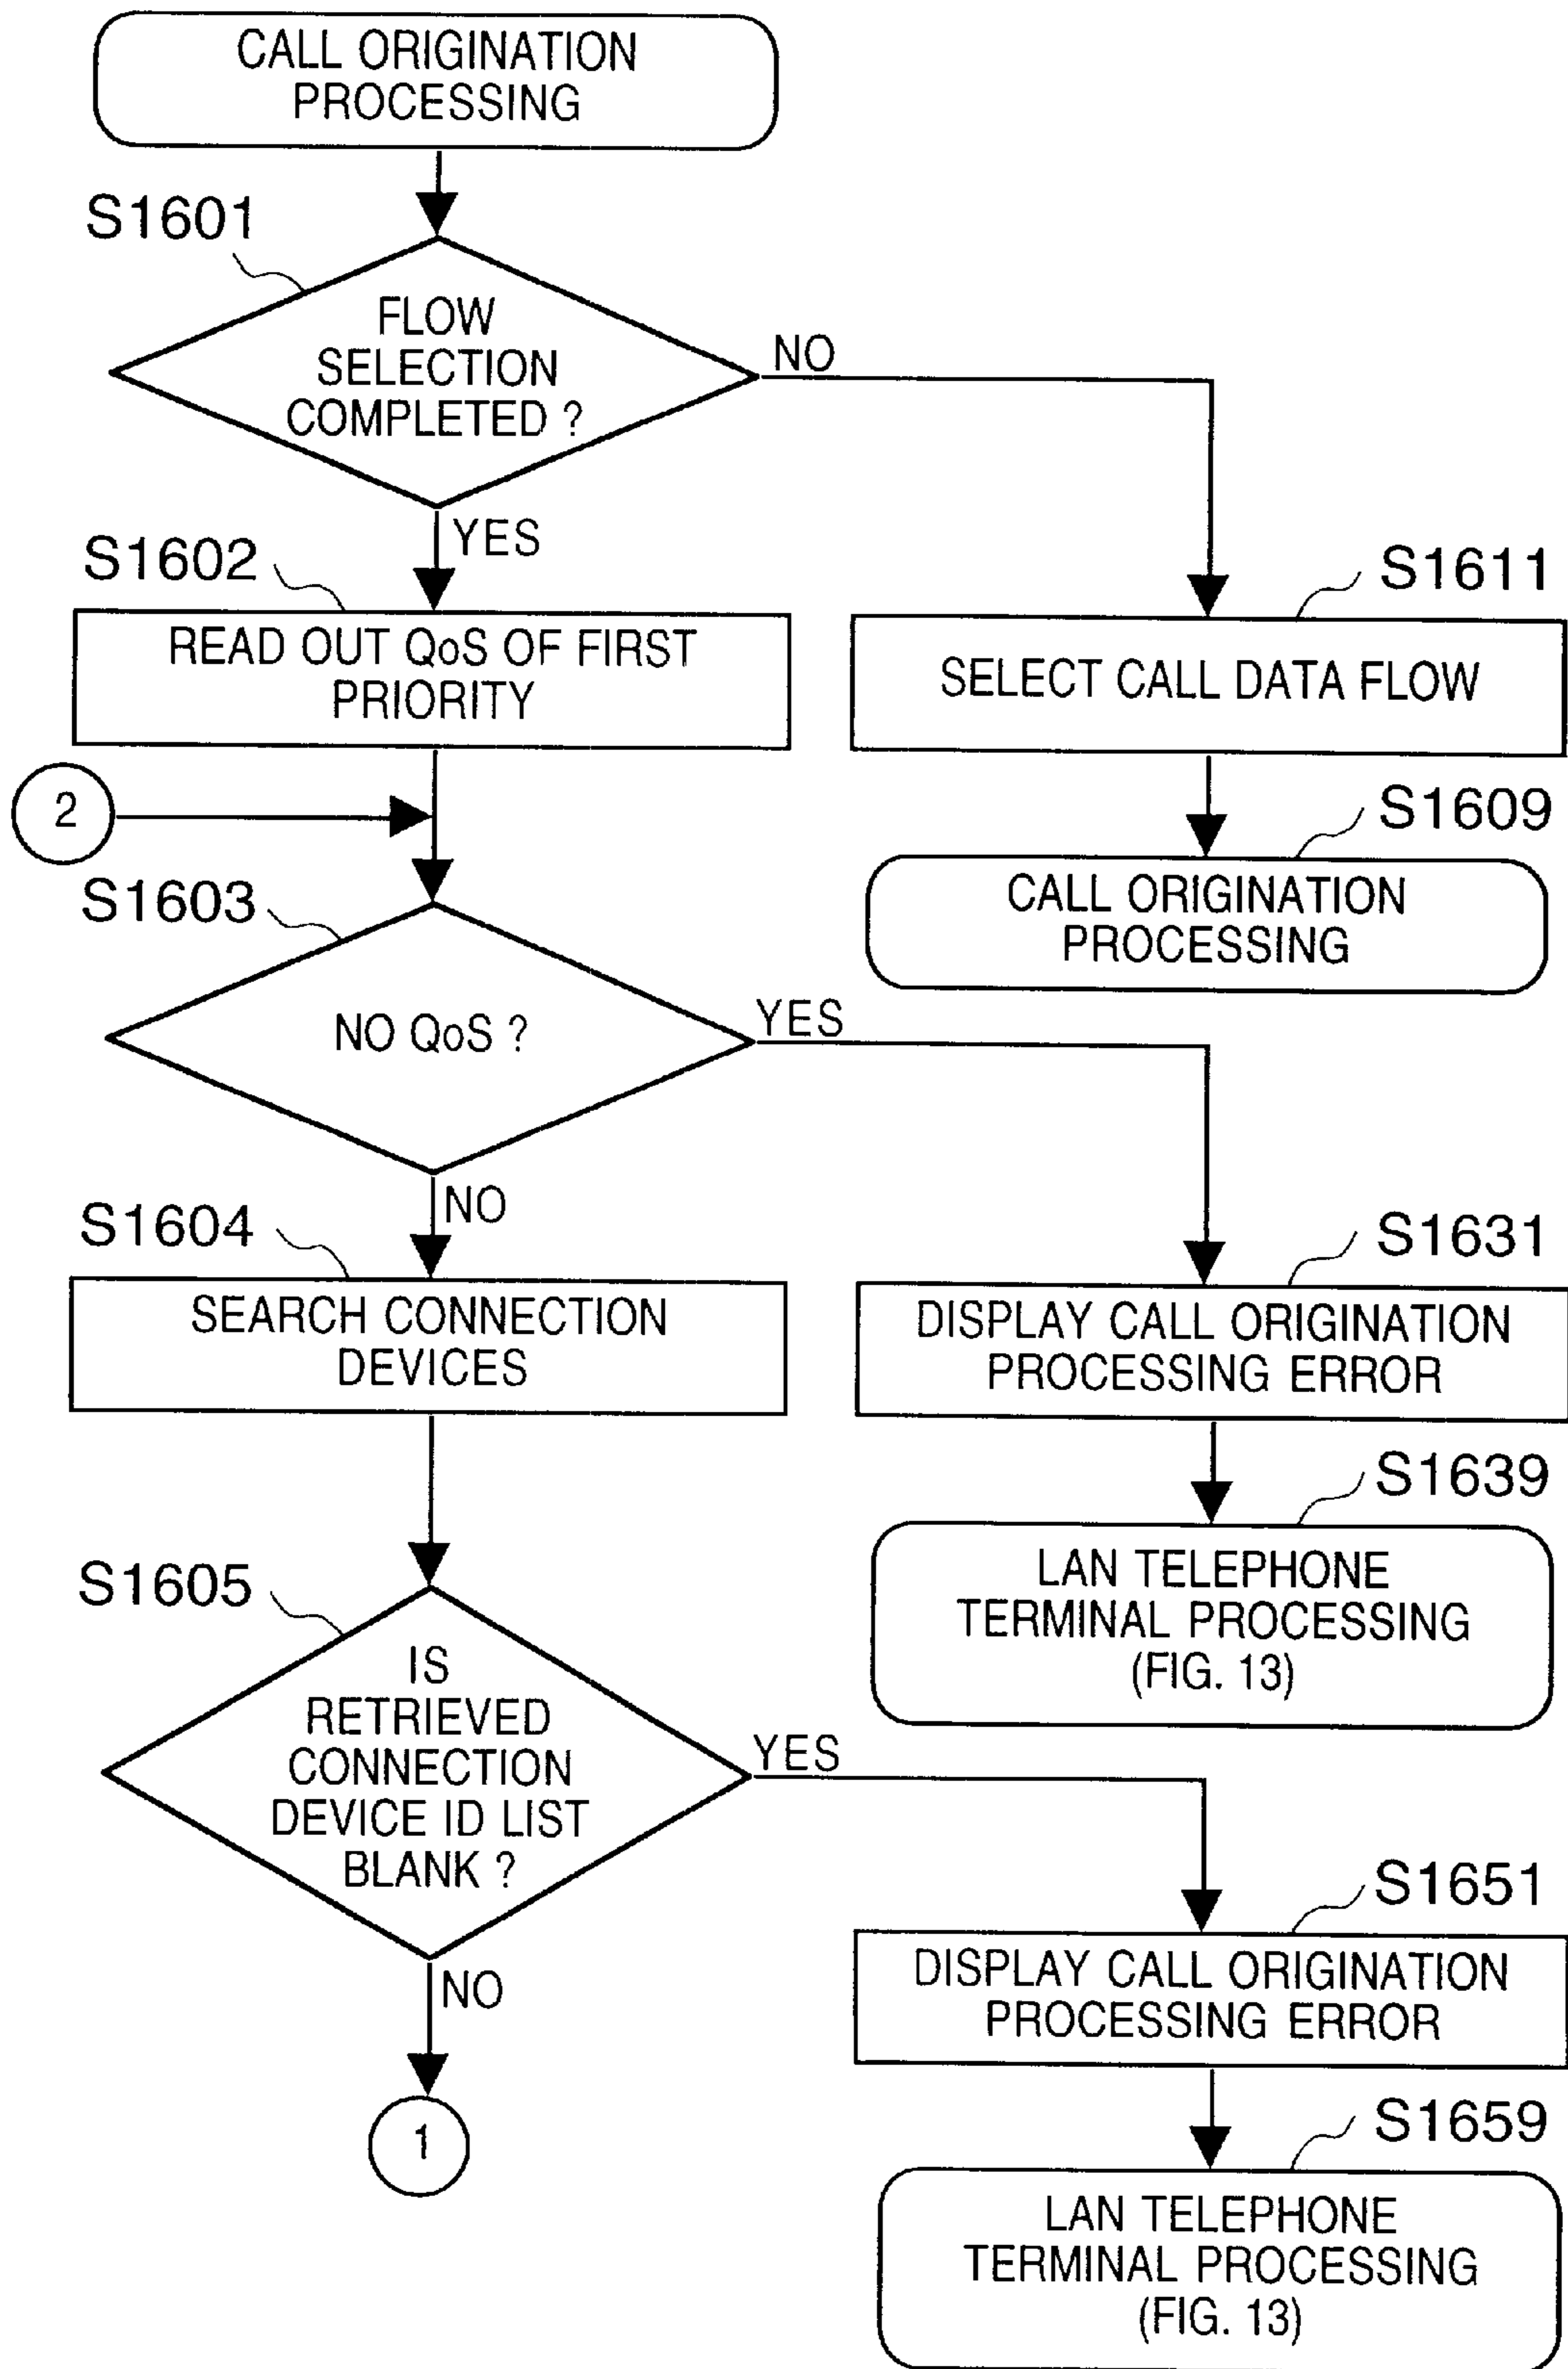 CALL ORIGINATION
PROCESSING
S1601
FLOW
SELECTION
COMPLETED ?
NO
YES
S1602
READ OUT QoS OF FIRST
PRIORITY
S1611
SELECT CALL DATA FLOW
2
S1609
CALL ORIGINATION
PROCESSING
S1603
NO QoS ?
YES
NO
S1604
SEARCH CONNECTION
DEVICES
S1631
DISPLAY CALL ORIGINATION
PROCESSING ERROR
S1639
LAN TELEPHONE
TERMINAL PROCESSING
(FIG. 13)
S1605
IS
RETRIEVED
CONNECTION
DEVICE ID LIST
BLANK ?
YES
NO
S1651
DISPLAY CALL ORIGINATION
PROCESSING ERROR
1
S1659
LAN TELEPHONE
TERMINAL PROCESSING
(FIG. 13)